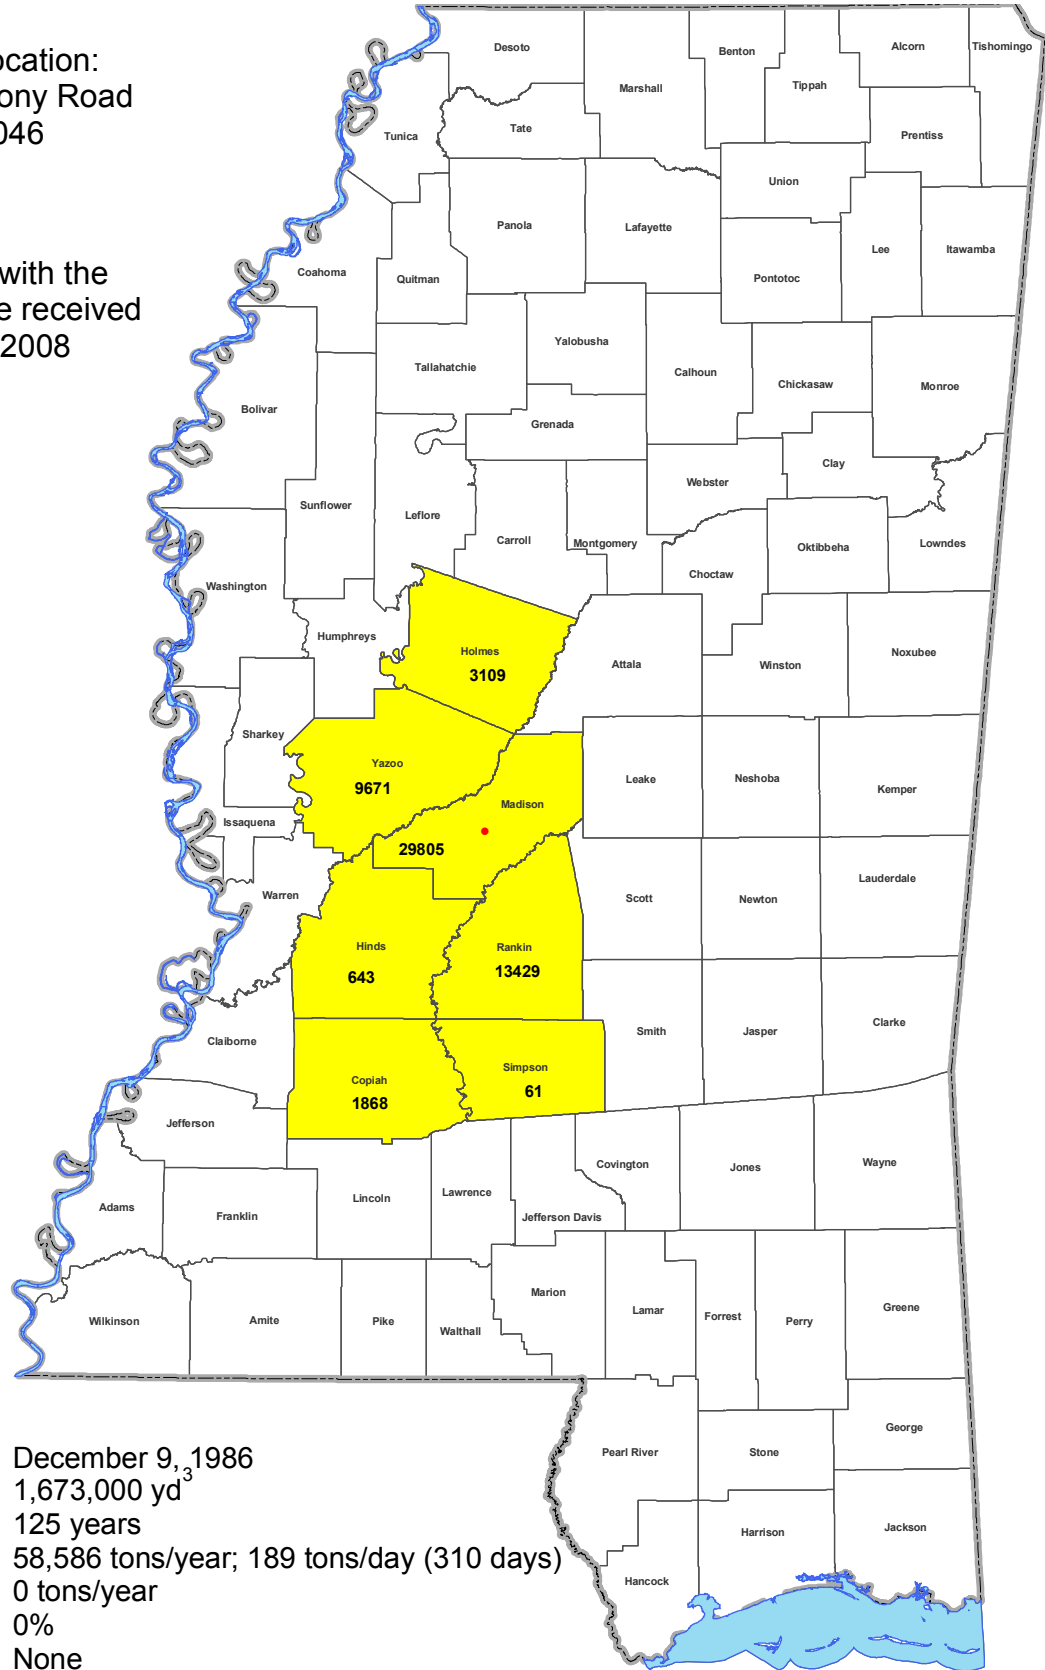 ocation:
ony Road
046
with the
e received
2008
Desoto
Benton
Alcorn
Tishomingo
Marshall
Tippah
Tunica
Tate
Prentiss
Union
Panola
Lafayette
Lee
Itawamba
Coahoma
Quitman
Pontotoc
Yalobusha
Tallahatchie
Calhoun
Chickasaw
Monroe
Bolivar
Grenada
Clay
Webster
Sunflower
Leflore
Carroll
Montgomery
Oktibbeha
Lowndes
Choctaw
Washington
Humphreys
Holmes
3109
Attala
Winston
Noxubee
Sharkey
Yazoo
9671
Madison
29805
Leake
Neshoba
Kemper
Issaquena
Warren
Scott
Newton
Lauderdale
Hinds
643
Rankin
13429
Claiborne
Smith
Jasper
Clarke
Copiah
1868
Simpson
61
Jefferson
Covington
Jones
Wayne
Adams
Franklin
Lincoln
Lawrence
Jefferson Davis
Wilkinson
Amite
Pike
Walthall
Marion
Lamar
Forrest
Perry
Greene
Pearl River
Stone
George
Harrison
Jackson
Hancock
December 9, 1986
1,673,000 yd³
125 years
58,586 tons/year; 189 tons/day (310 days)
0 tons/year
0%
None